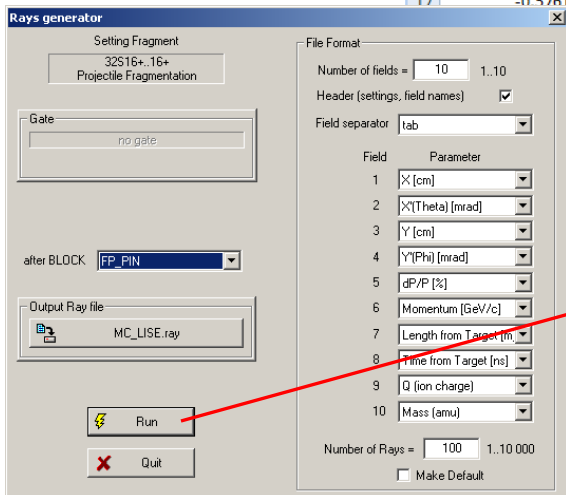 17 -0.576
Rays generator
Setting Fragment
32S16+..16+
Projectile Fragmentation
Gate
no gate
after BLOCK FP_PIN
Output Ray file
MC_LISE.ray
Run
Quit
File Format
Number of fields = 10 1..10
Header (settings, field names)
Field separator tab
Field Parameter
1 X [cm]
2 X'(Theta) [mrad]
3 Y [cm]
4 Y'(Phi) [mrad]
5 dP/P [%]
6 Momentum [GeV/c]
7 Length from Target [m
8 Time from Target [ns]
9 Q (ion charge)
10 Mass (amu)
Number of Rays = 100 1..10 000
Make Default